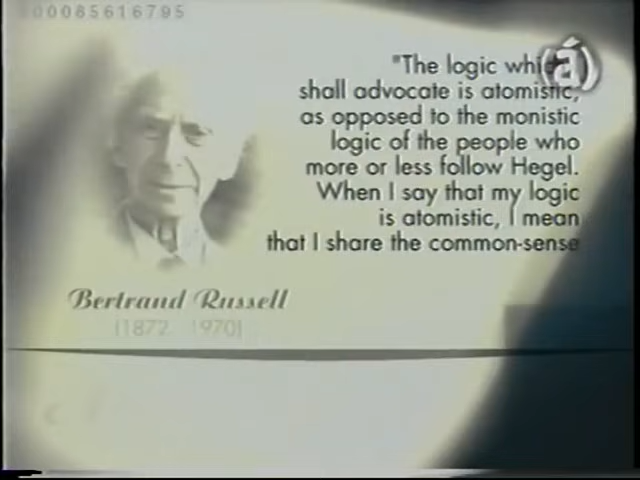 00085616795
"The logic whi
shall advocate is atomistic,
as opposed to the monistic
logic of the people who
more or less follow Hegel.
When I say that my logic
is atomistic, I mean
that I share the common-sense
Bertrand Russell
(1872 1970)
(á)